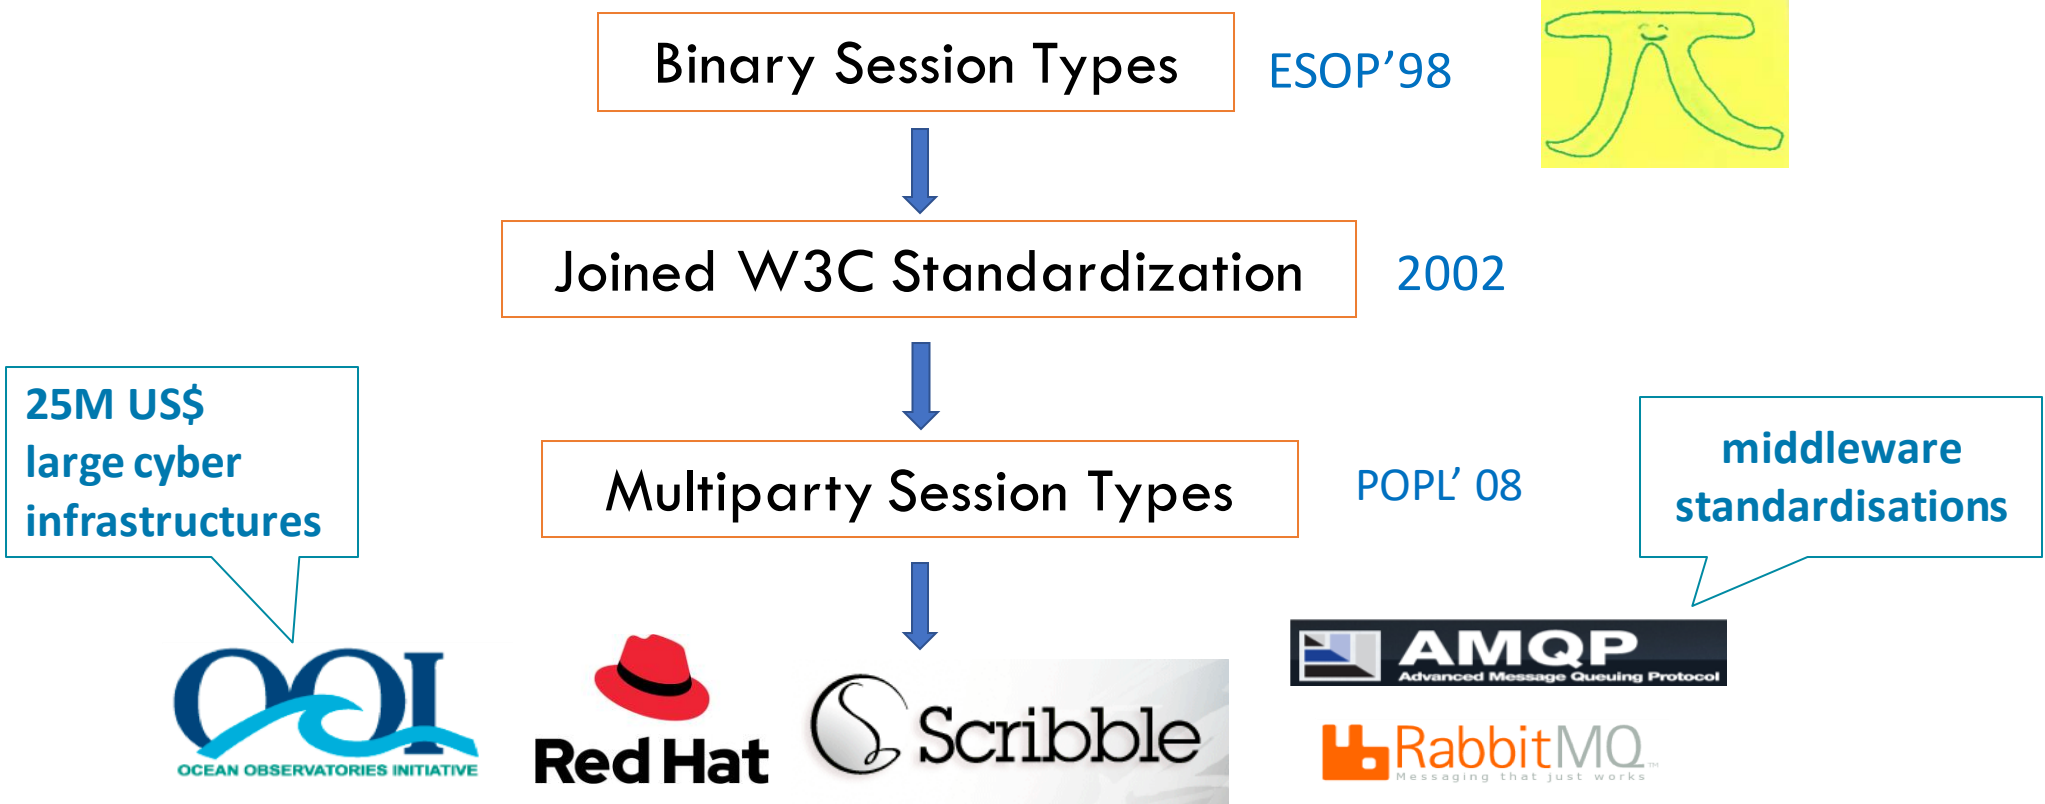 Binary Session Types
ESOP’98
Joined W3C Standardization
2002
25M US$
large cyber
infrastructures
Multiparty Session Types
POPL’ 08
middleware
standardisations
OOI
OCEAN OBSERVATORIES INITIATIVE
Red Hat
Scribble
AMQP
Advanced Message Queuing Protocol
RabbitMQ™
Messaging that just works